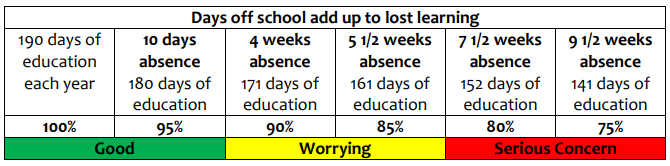 Days off school add up to lost learning
190 days of
education
each year
10 days
absence
180 days of
education
4 weeks
absence
171 days of
education
5 1/2 weeks
absence
161 days of
education
7 1/2 weeks
absence
152 days of
education
9 1/2 weeks
absence
141 days of
education
100%
95%
90%
85%
80%
75%
Good
Worrying
Serious Concern